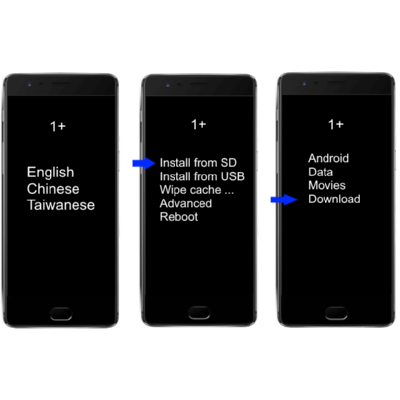 1+
English
Chinese
Taiwanese
1+
Install from SD
Install from USB
Wipe cache ...
Advanced
Reboot
1+
Android
Data
Movies
Download